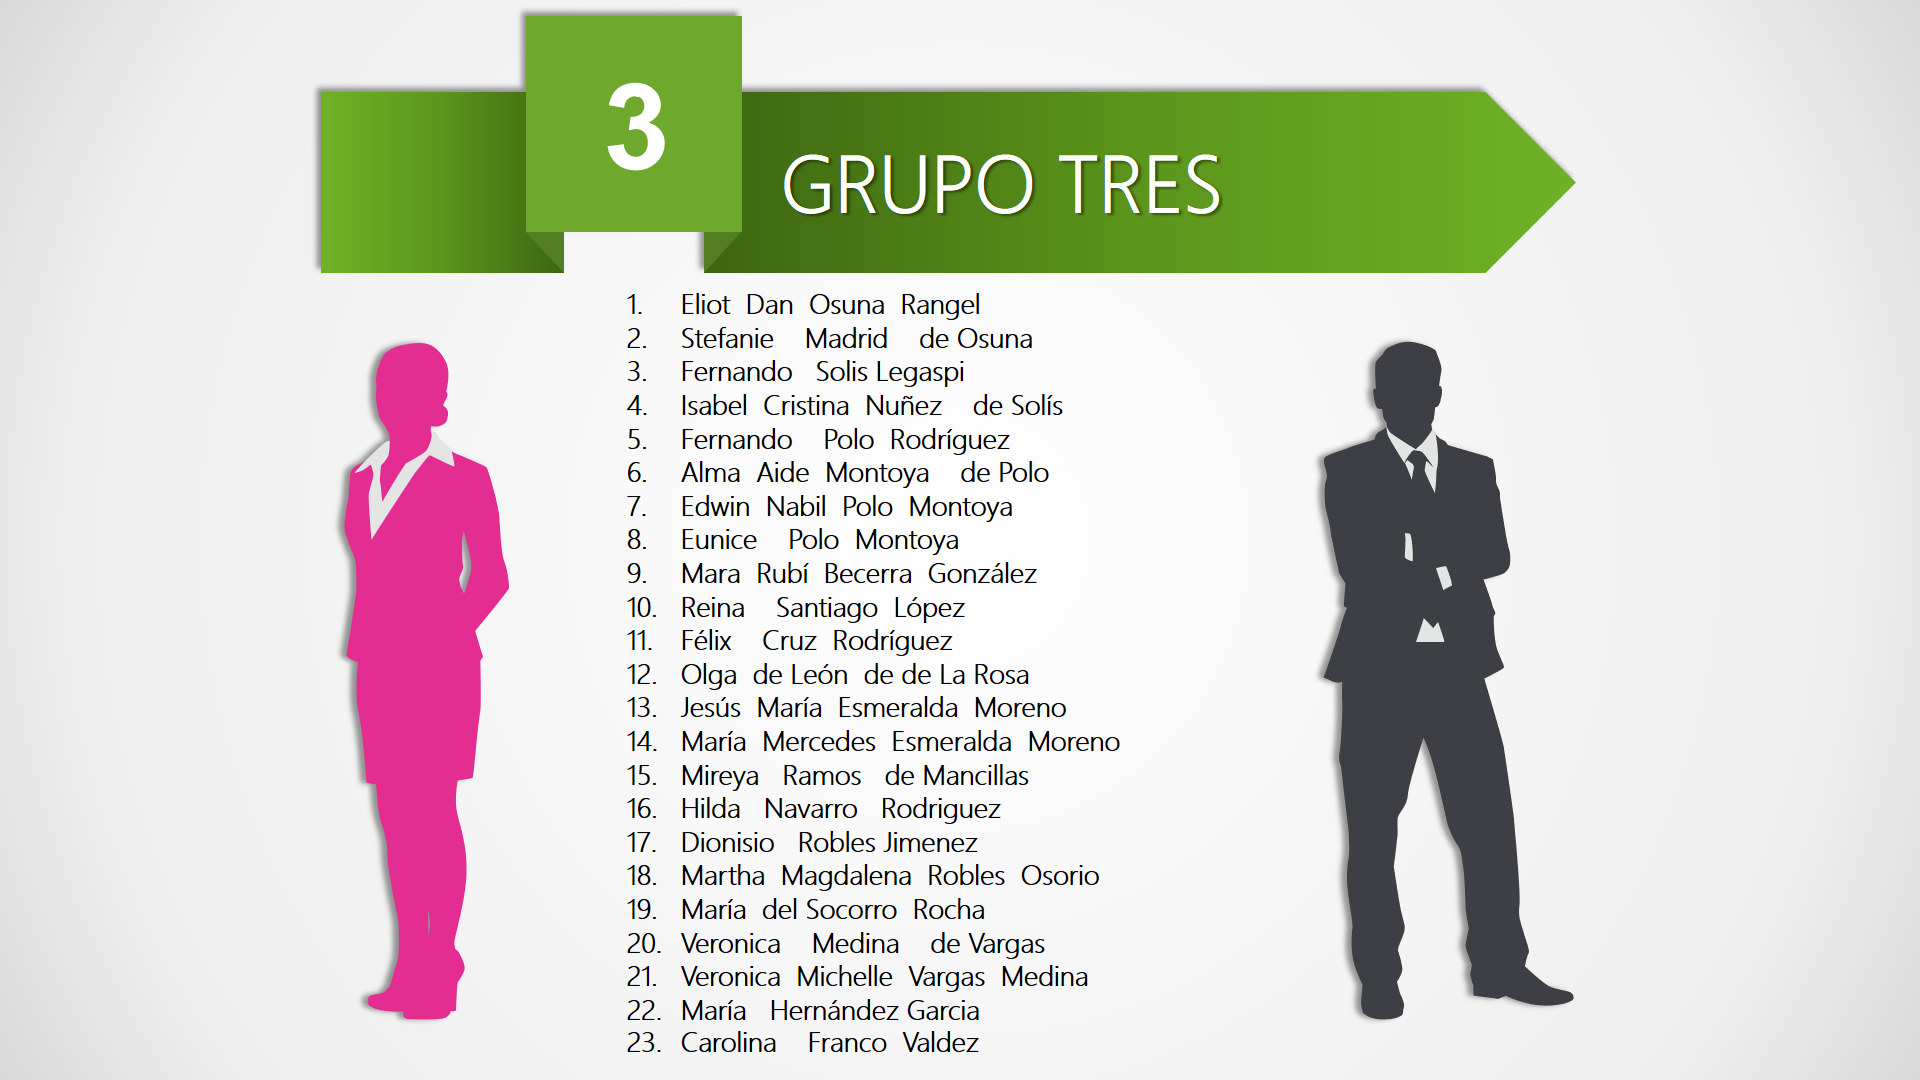 3
GRUPO TRES
1. Eliot Dan Osuna Rangel
2. Stefanie Madrid de Osuna
3. Fernando Solis Legaspi
4. Isabel Cristina Nuñez de Solís
5. Fernando Polo Rodríguez
6. Alma Aide Montoya de Polo
7. Edwin Nabil Polo Montoya
8. Eunice Polo Montoya
9. Mara Rubí Becerra González
10. Reina Santiago López
11. Félix Cruz Rodríguez
12. Olga de León de de La Rosa
13. Jesús María Esmeralda Moreno
14. María Mercedes Esmeralda Moreno
15. Mireya Ramos de Mancillas
16. Hilda Navarro Rodriguez
17. Dionisio Robles Jimenez
18. Martha Magdalena Robles Osorio
19. María del Socorro Rocha
20. Veronica Medina de Vargas
21. Veronica Michelle Vargas Medina
22. María Hernández Garcia
23. Carolina Franco Valdez